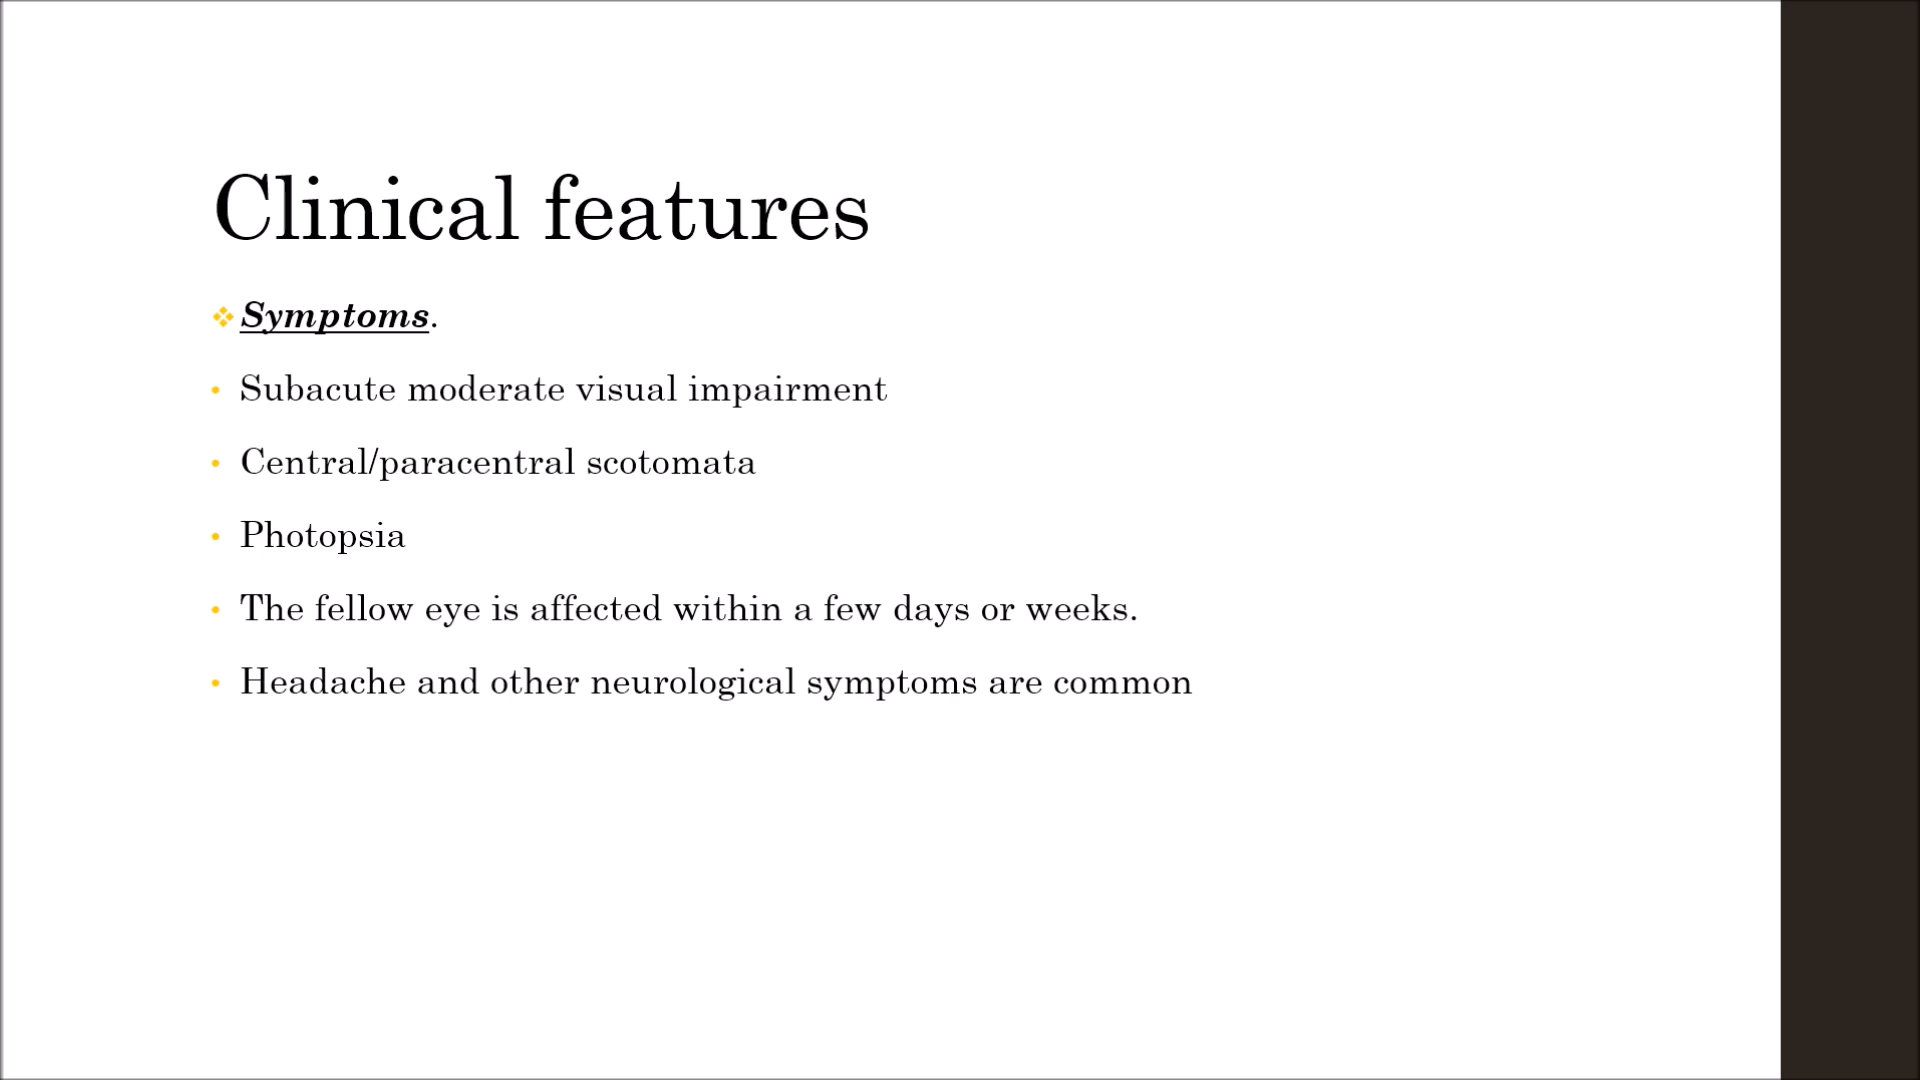 Clinical features
❖ Symptoms.
• Subacute moderate visual impairment
• Central/paracentral scotomata
• Photopsia
• The fellow eye is affected within a few days or weeks.
• Headache and other neurological symptoms are common